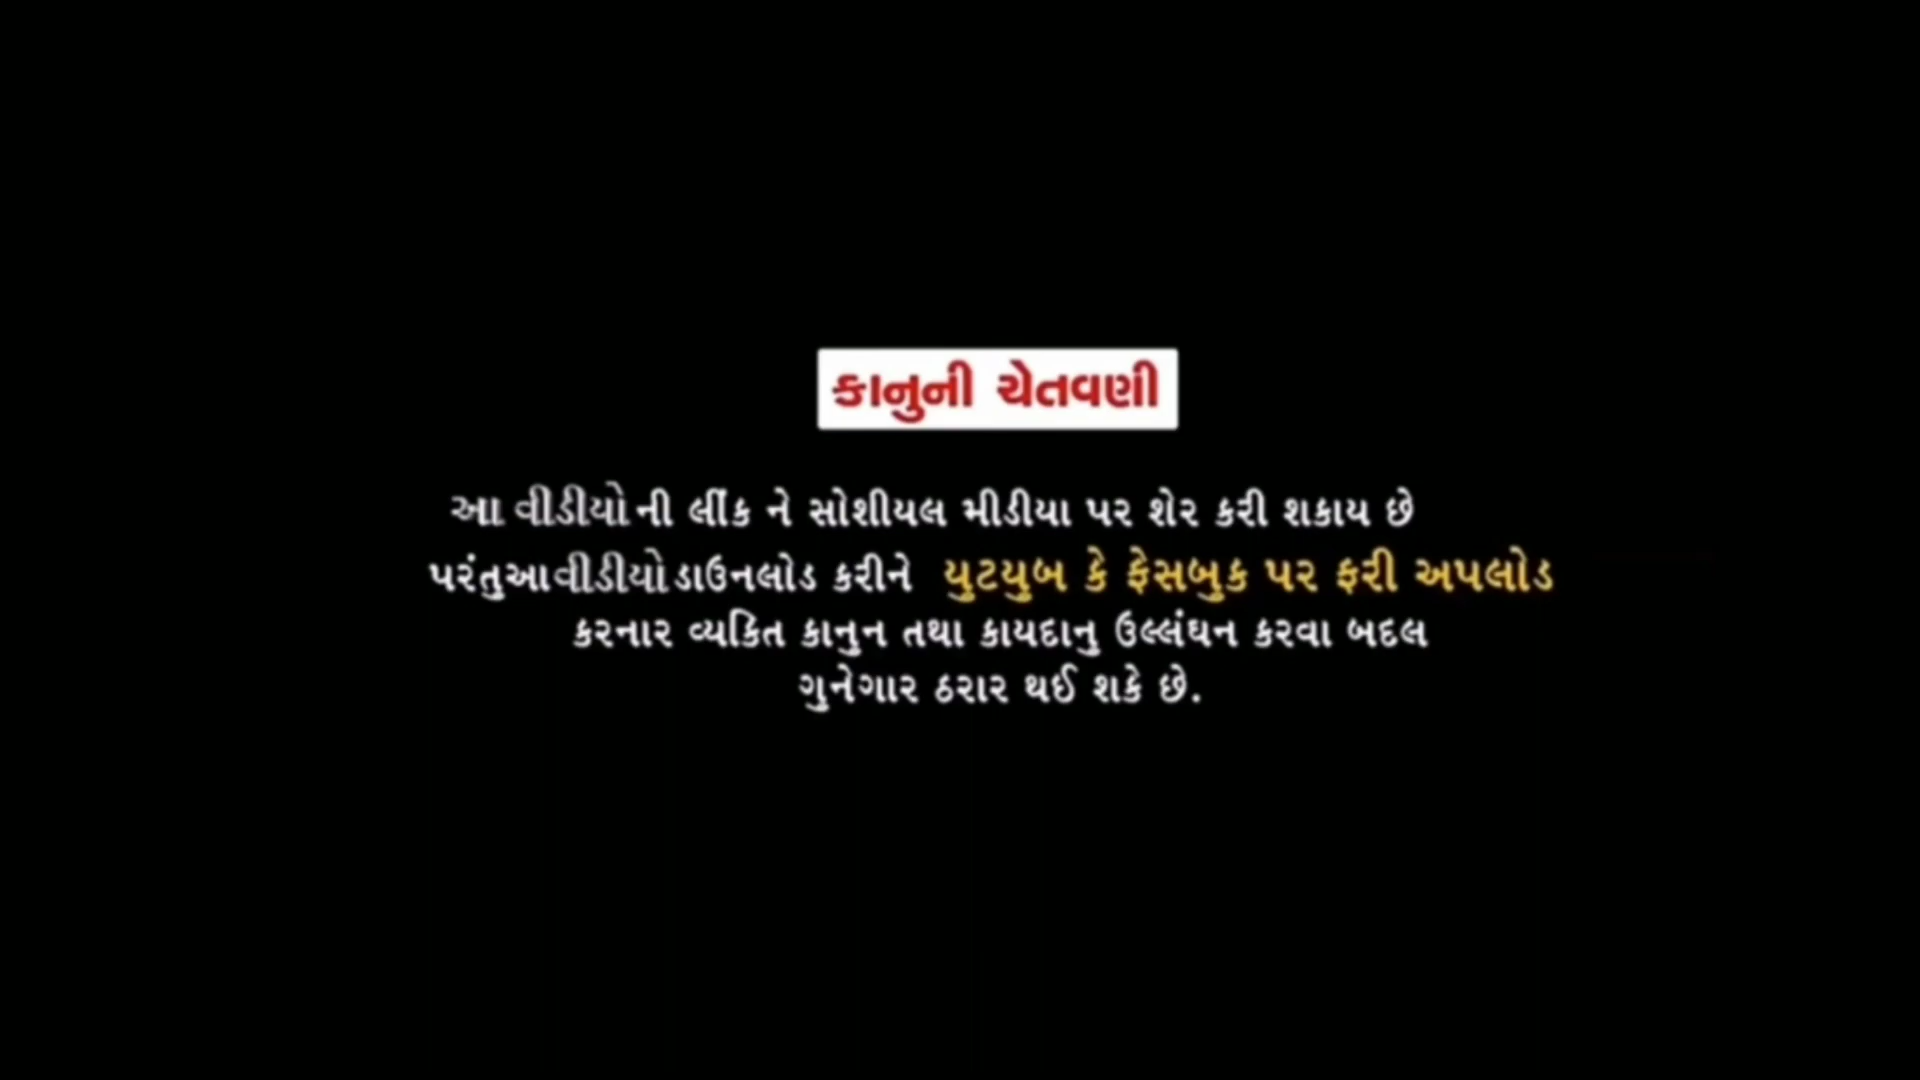 કાનુની ચેતવણી
આ વીડીયો ની લીંક ને સોશીયલ મીડીયા પર શેર કરી શકાય છે
પરંતુઆવીડીયો ડાઉનલોડ કરીને યુટયુબ કે ફેસબુક પર ફરી અપલોડ
કરનાર વ્યકિત કાનુન તથા કાયદાનુ ઉલ્લંઘન કરવા બદલ
ગુનેગાર ઠરાર થઈ શકે છે.